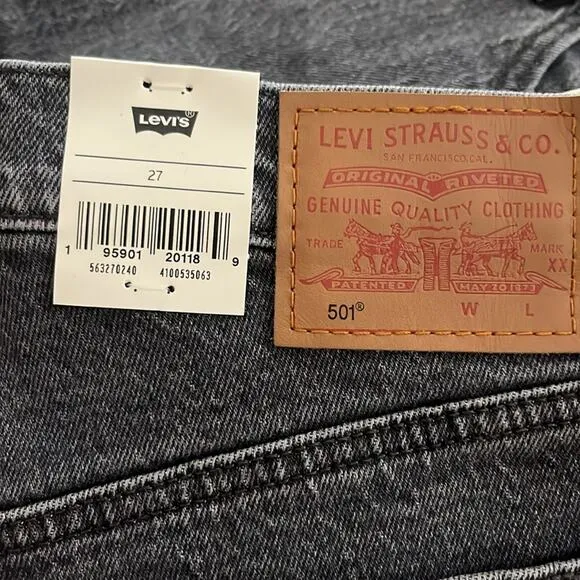 LEVI'S®
27
1 95901 20118 9
563270240 4100535063
LEVI STRAUSS & CO.
SAN FRANCISCO, CAL.
ORIGINAL RIVETED
GENUINE QUALITY CLOTHING
TRADE MARK
XX
PATENTED MAY 20 1873
501® W L